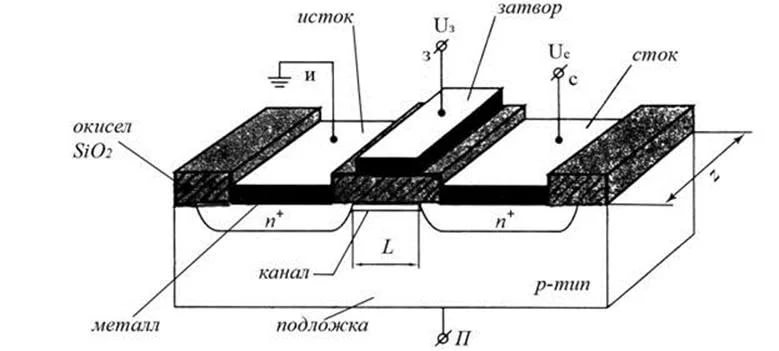 исток
Uз
затвор
з
Uс
с
сток
и
окисел
SiO2
z
n+
n+
L
канал
p-тип
металл
подложка
П